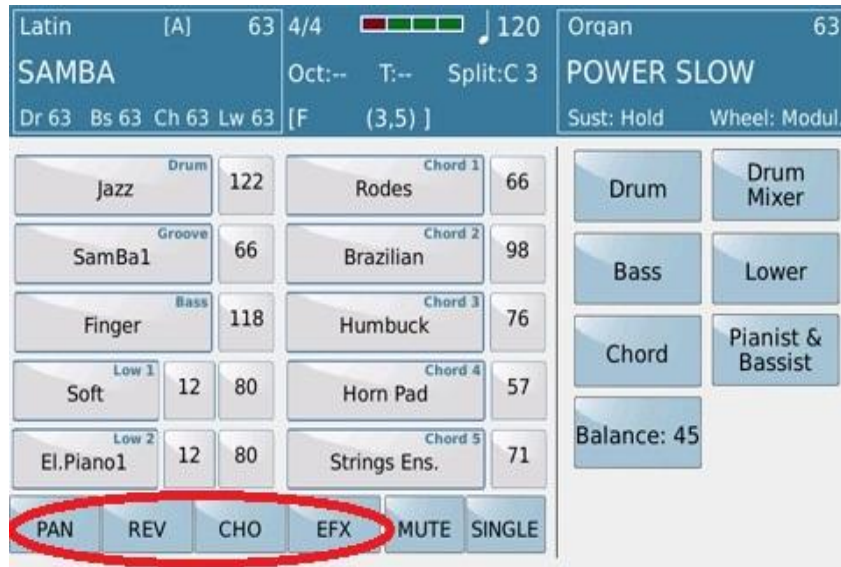 Latin [A] 63 4/4 120 Organ 63
SAMBA Oct:-- T:-- Split:C 3 POWER SLOW
Dr 63 Bs 63 Ch 63 Lw 63 [F (3,5) ] Sust: Hold Wheel: Modul.
Drum
Jazz 122
Chord 1
Rodes 66
Groove
SamBa1 66
Chord 2
Brazilian 98
Bass
Finger 118
Chord 3
Humbuck 76
Low 1
Soft 12 80
Chord 4
Horn Pad 57
Low 2
El.Piano1 12 80
Chord 5
Strings Ens. 71
PAN REV CHO EFX MUTE SINGLE
Drum
Drum
Mixer
Bass
Lower
Chord
Pianist &
Bassist
Balance: 45